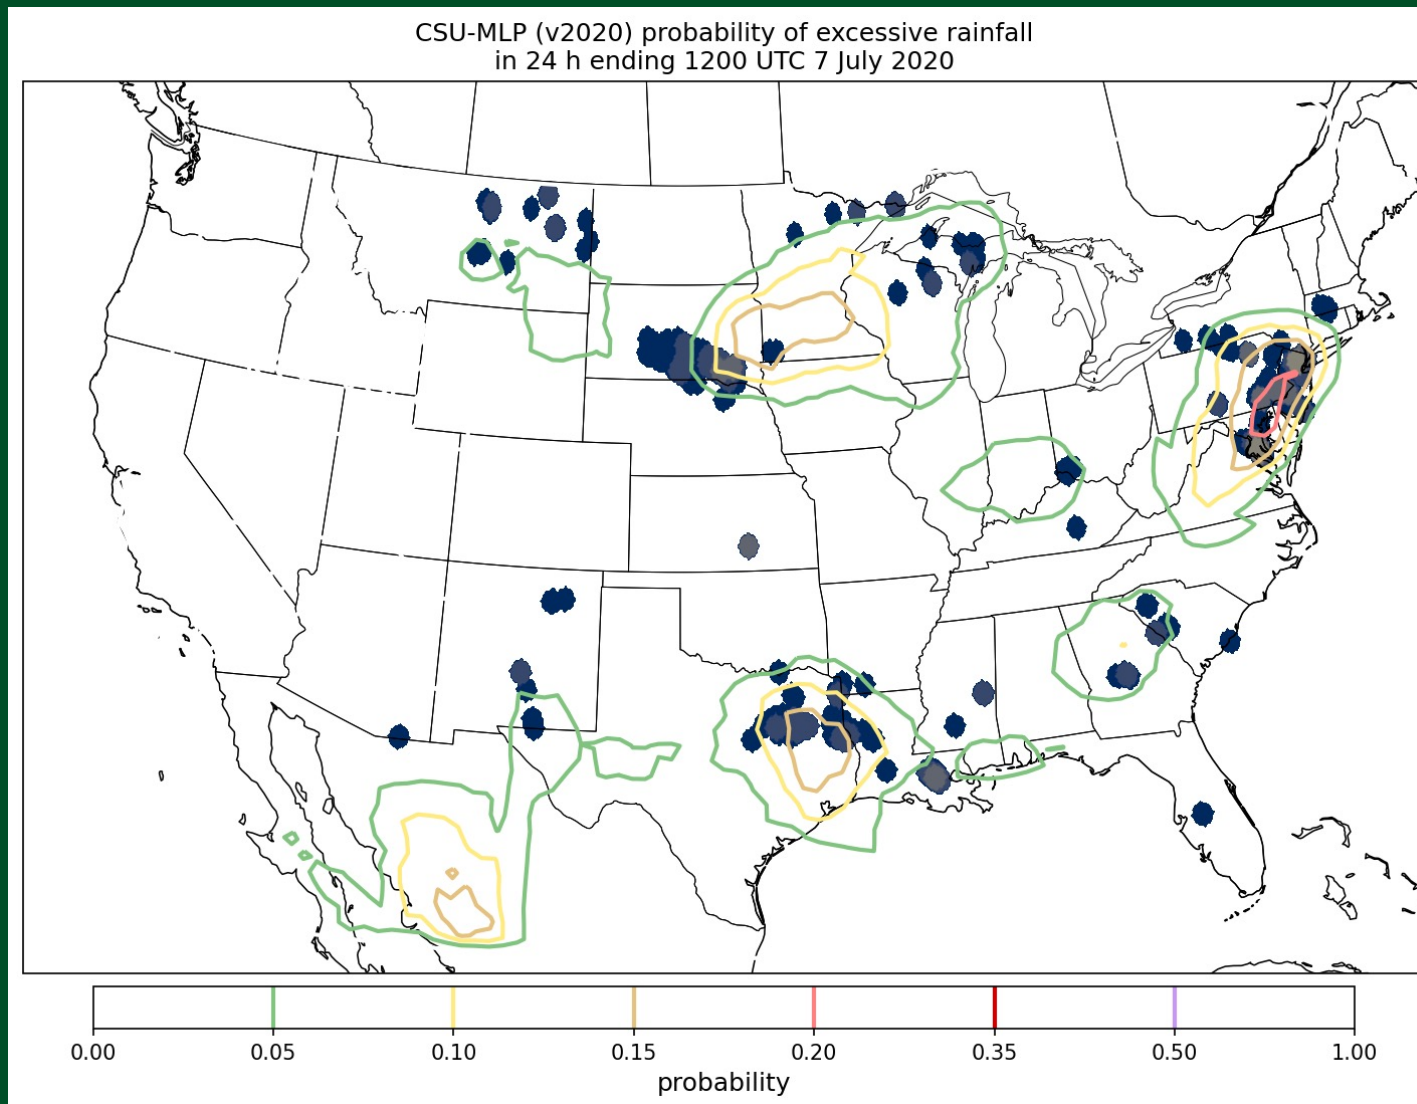 CSU-MLP (v2020) probability of excessive rainfall
in 24 h ending 1200 UTC 7 July 2020
0.00 0.05 0.10 0.15 0.20 0.35 0.50 1.00
probability